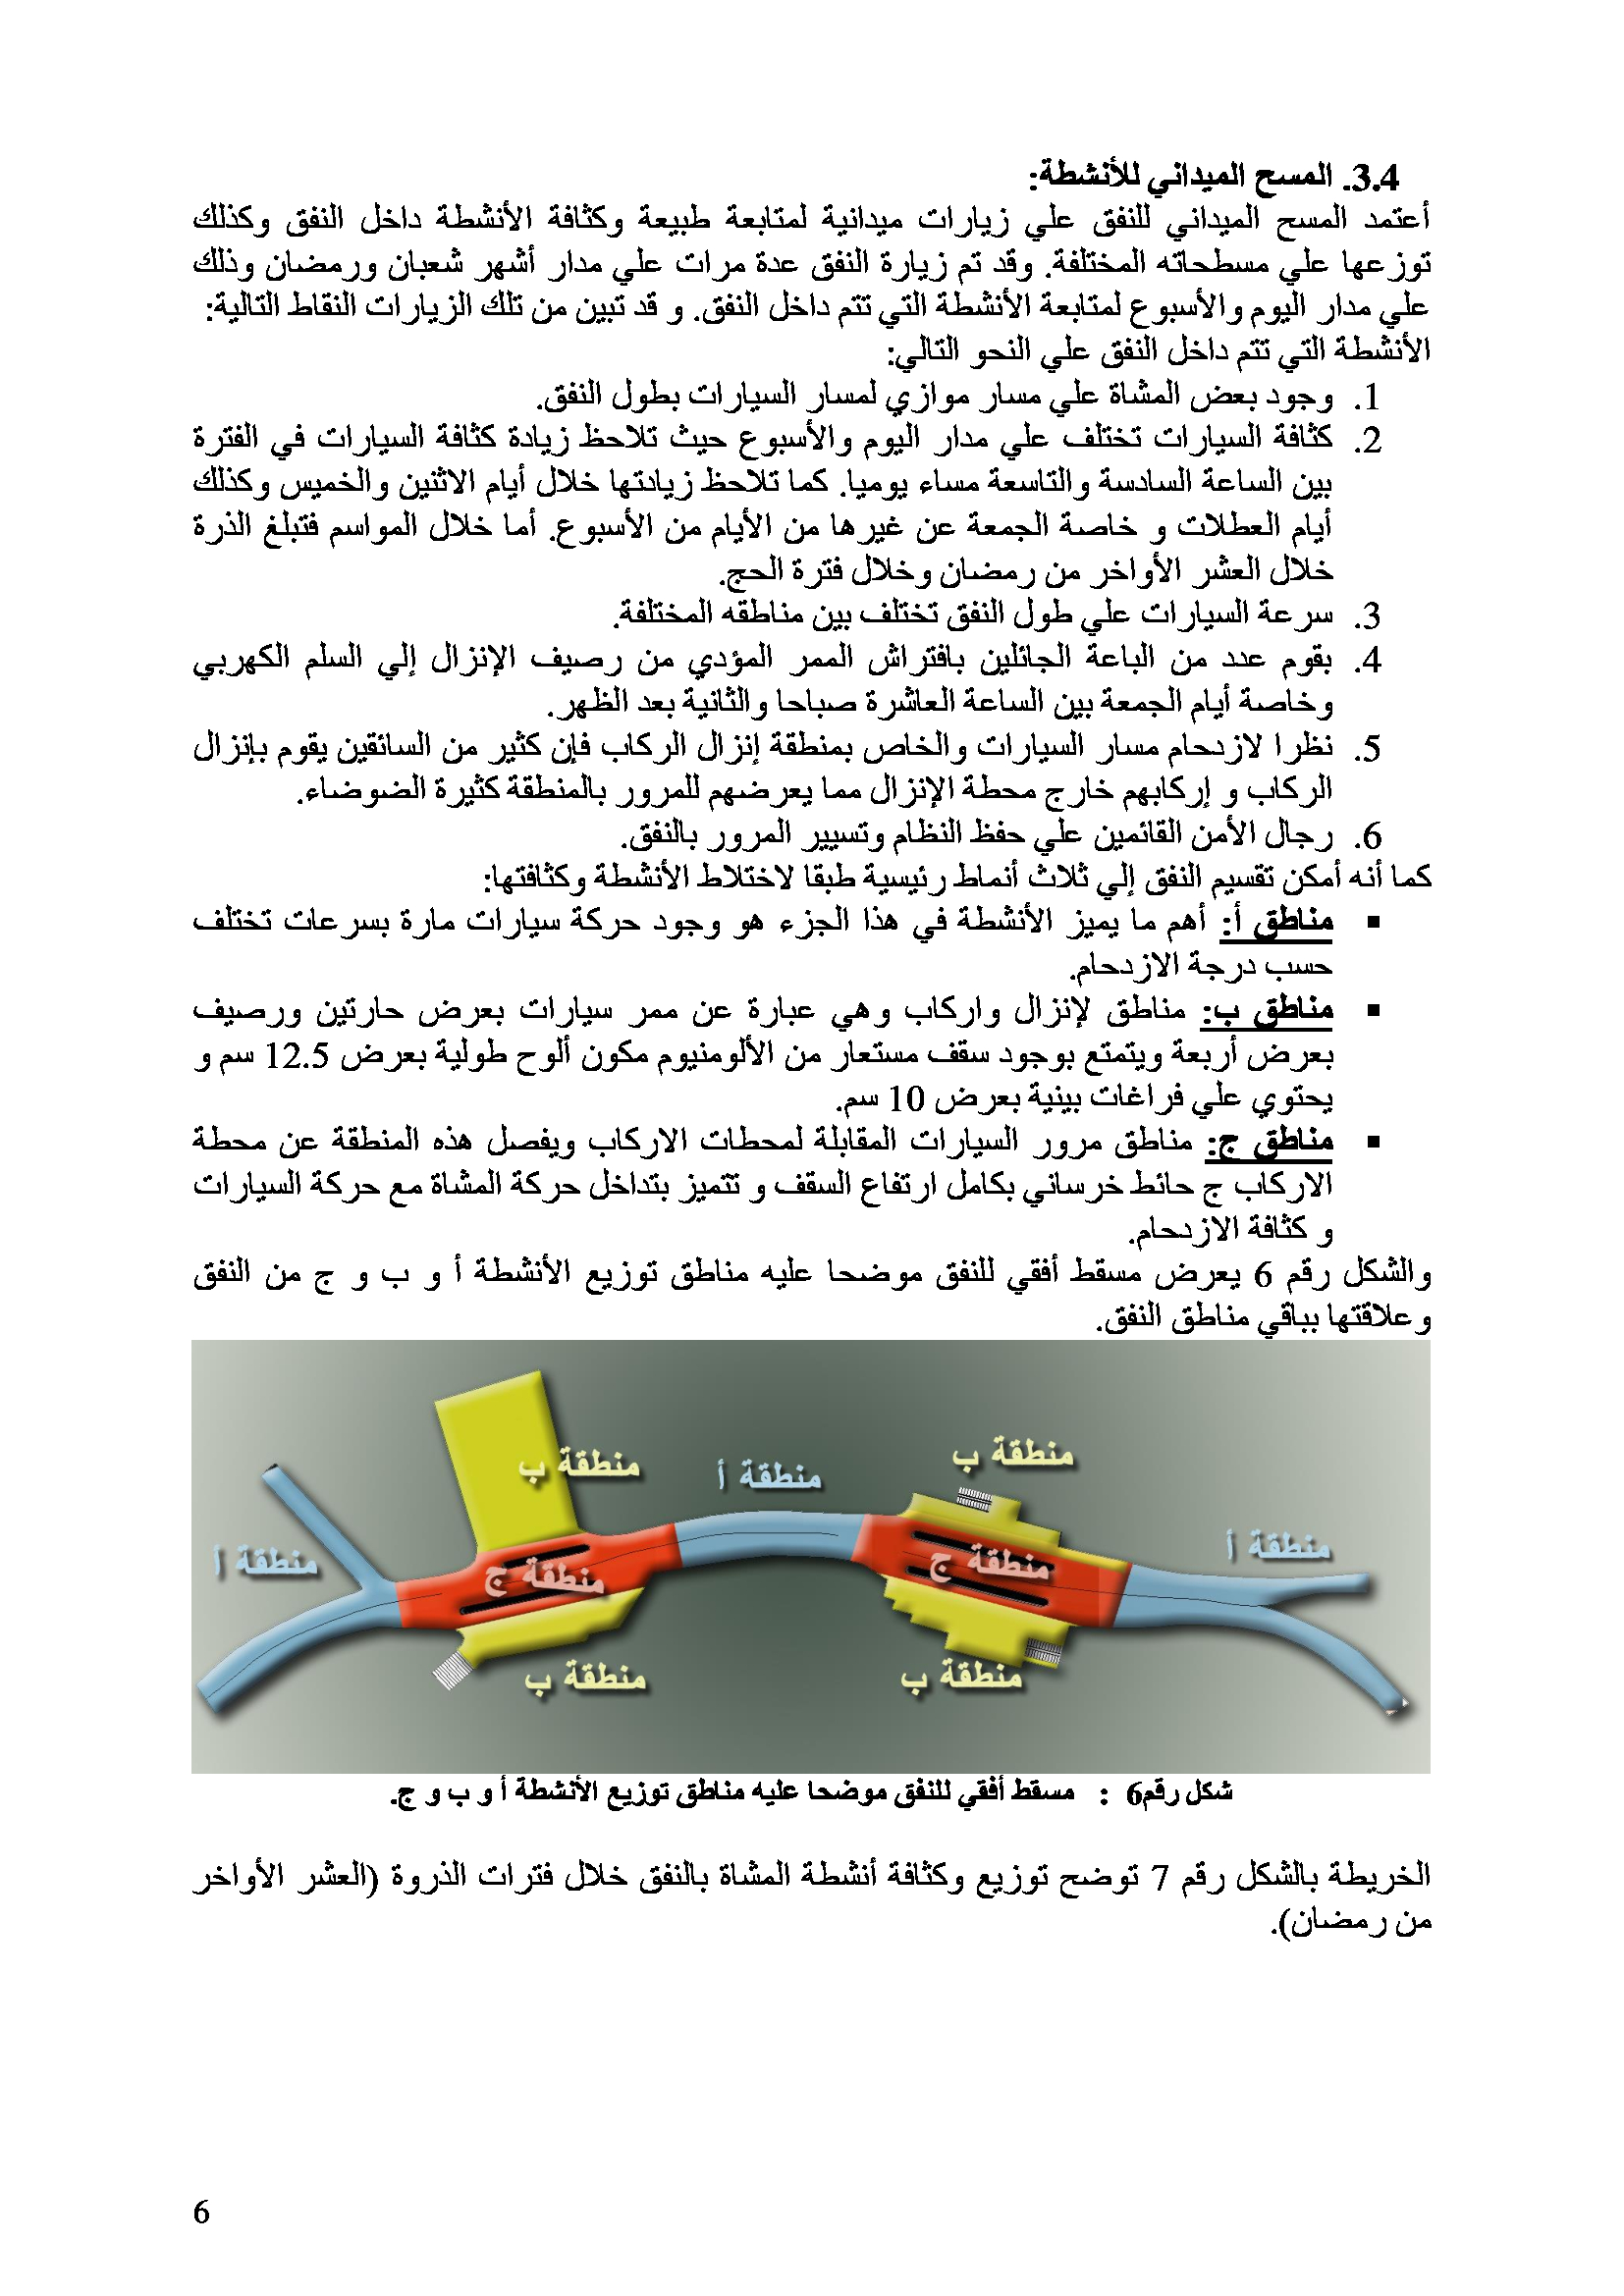 3.4. المسح الميداني للأنشطة:
أعتمد المسح الميداني للنفق علي زيارات ميدانية لمتابعة طبيعة وكثافة الأنشطة داخل النفق وكذلك
توزعها علي مسطحاته المختلفة. وقد تم زيارة النفق عدة مرات علي مدار أشهر شعبان ورمضان وذلك
علي مدار اليوم والأسبوع لمتابعة الأنشطة التي تتم داخل النفق. و قد تبين من تلك الزيارات النقاط التالية:
الأنشطة التي تتم داخل النفق علي النحو التالي:
1. وجود بعض المشاة علي مسار موازي لمسار السيارات بطول النفق.
2. كثافة السيارات تختلف علي مدار اليوم والأسبوع حيث تلاحظ زيادة كثافة السيارات في الفترة
بين الساعة السادسة والتاسعة مساء يوميا. كما تلاحظ زيادتها خلال أيام الاثنين والخميس وكذلك
أيام العطلات و خاصة الجمعة عن غيرها من الأيام من الأسبوع. أما خلال المواسم فتبلغ الذرة
خلال العشر الأواخر من رمضان وخلال فترة الحج.
3. سرعة السيارات علي طول النفق تختلف بين مناطقه المختلفة.
4. بقوم عدد من الباعة الجائلين بافتراش الممر المؤدي من رصيف الإنزال إلي السلم الكهربي
وخاصة أيام الجمعة بين الساعة العاشرة صباحا والثانية بعد الظهر.
5. نظرا لازدحام مسار السيارات والخاص بمنطقة إنزال الركاب فإن كثير من السائقين يقوم بإنزال
الركاب و إركابهم خارج محطة الإنزال مما يعرضهم للمرور بالمنطقة كثيرة الضوضاء.
6. رجال الأمن القائمين علي حفظ النظام وتسيير المرور بالنفق.
كما أنه أمكن تقسيم النفق إلي ثلاث أنماط رئيسية طبقا لاختلاط الأنشطة وكثافتها:
▪ مناطق أ: أهم ما يميز الأنشطة في هذا الجزء هو وجود حركة سيارات مارة بسرعات تختلف
حسب درجة الازدحام.
▪ مناطق ب: مناطق لإنزال واركاب وهي عبارة عن ممر سيارات بعرض حارتين ورصيف
بعرض أربعة ويتمتع بوجود سقف مستعار من الألومنيوم مكون ألوح طولية بعرض 12.5 سم و
يحتوي علي فراغات بينية بعرض 10 سم.
▪ مناطق ج: مناطق مرور السيارات المقابلة لمحطات الاركاب ويفصل هذه المنطقة عن محطة
الاركاب ج حائط خرساني بكامل ارتفاع السقف و تتميز بتداخل حركة المشاة مع حركة السيارات
و كثافة الازدحام.
والشكل رقم 6 يعرض مسقط أفقي للنفق موضحا عليه مناطق توزيع الأنشطة أ و ب و ج من النفق
وعلاقتها بباقي مناطق النفق.
منطقة ب
منطقة ب
منطقة أ
منطقة أ
منطقة ج
منطقة ج
منطقة أ
منطقة ب
منطقة ب
شكل رقم6 : مسقط أفقي للنفق موضحا عليه مناطق توزيع الأنشطة أ و ب و ج.
الخريطة بالشكل رقم 7 توضح توزيع وكثافة أنشطة المشاة بالنفق خلال فترات الذروة (العشر الأواخر
من رمضان).
6